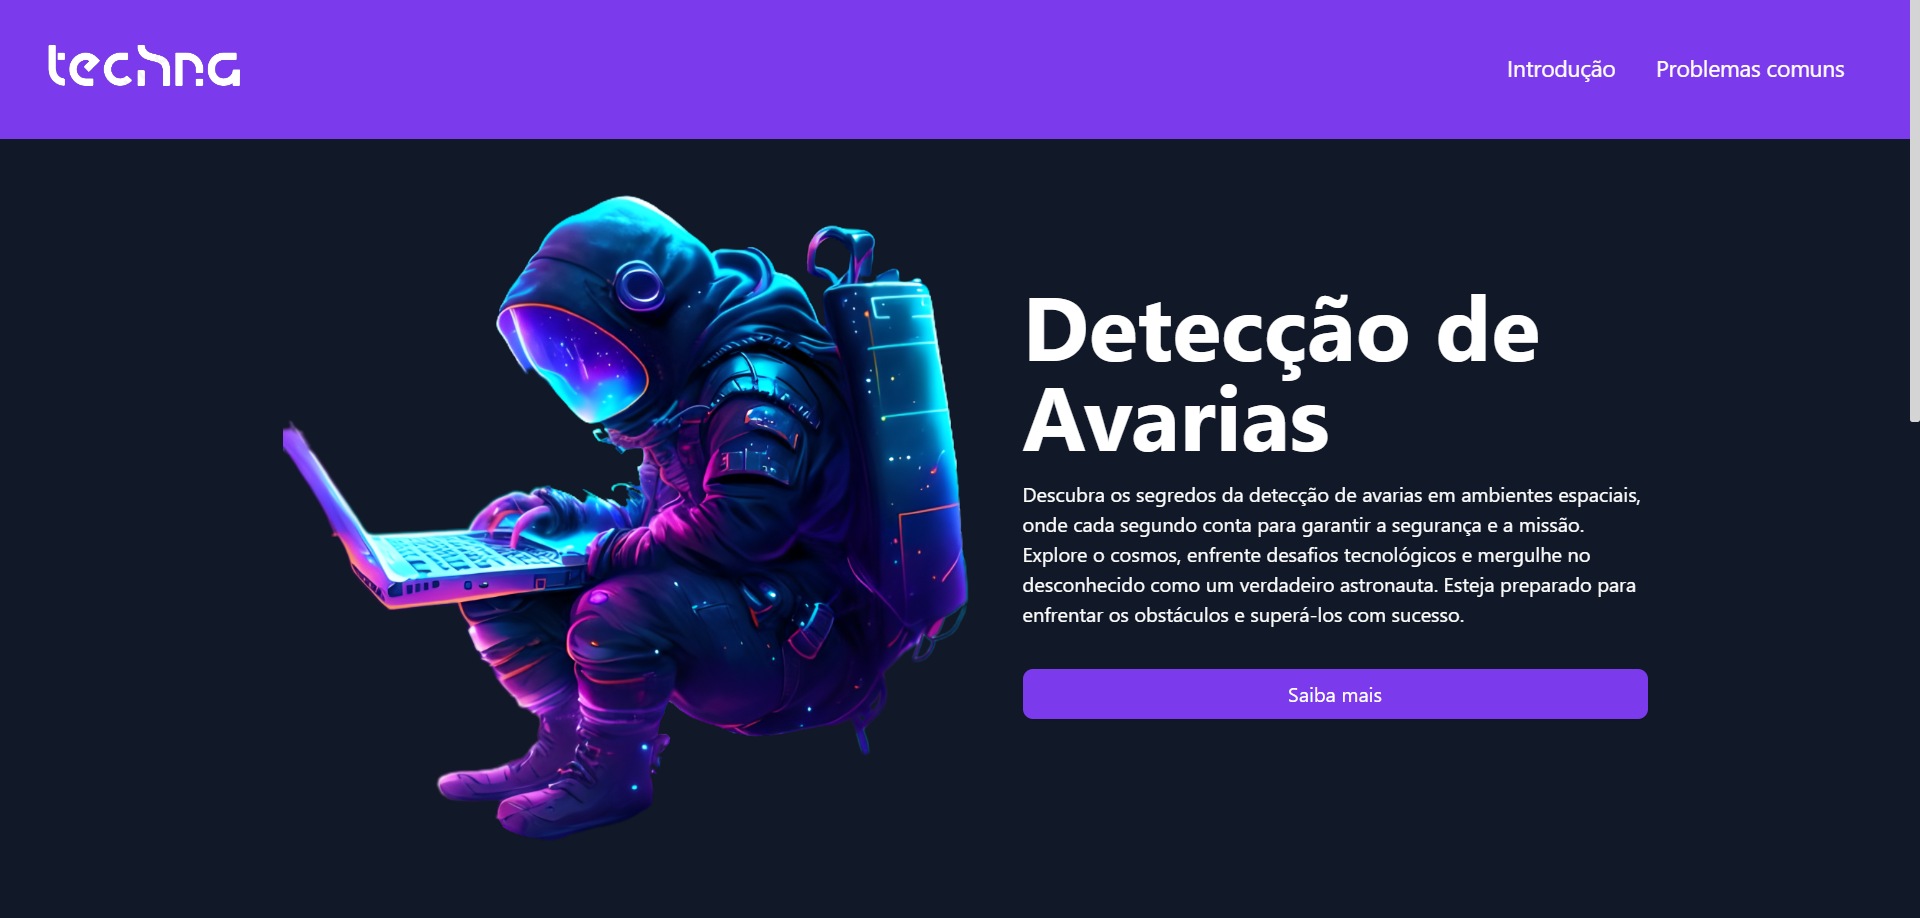 techna
Introdução
Problemas comuns
Detecção de
Avarias
Descubra os segredos da detecção de avarias em ambientes espaciais,
onde cada segundo conta para garantir a segurança e a missão.
Explore o cosmos, enfrente desafios tecnológicos e mergulhe no
desconhecido como um verdadeiro astronauta. Esteja preparado para
enfrentar os obstáculos e superá-los com sucesso.
Saiba mais